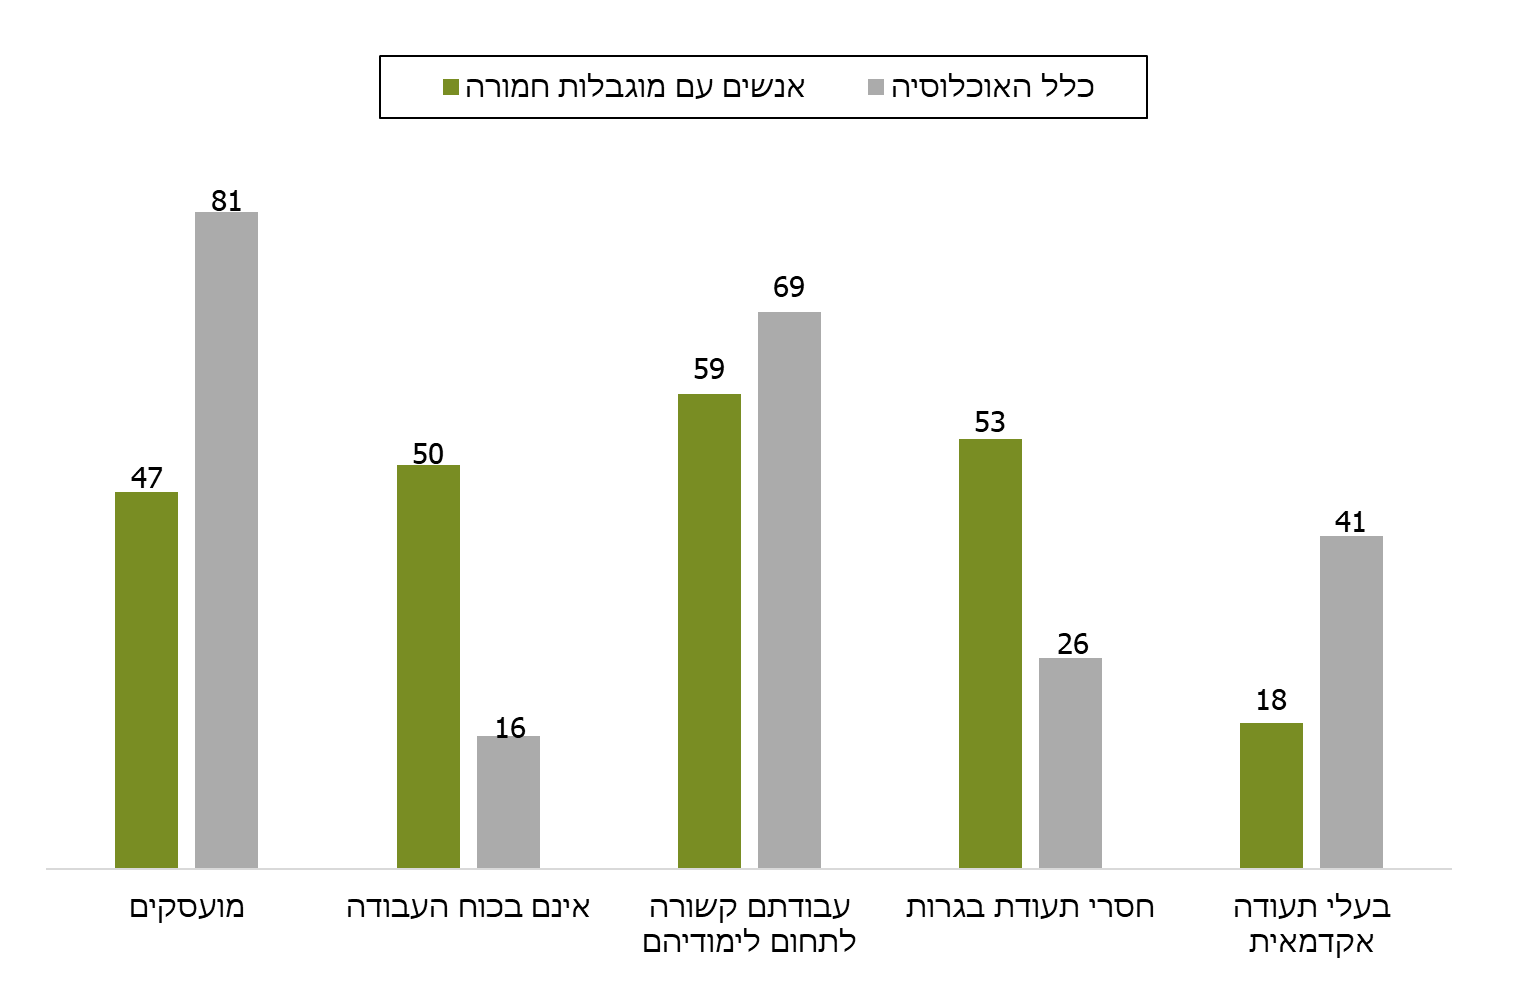 אנשים עם מוגבלות חמורה
כלל האוכלוסיה
81
69
59
53
50
47
41
26
18
16
מועסקים
אינם בכוח העבודה
עבודתם קשורה
לתחום לימודיהם
חסרי תעודת בגרות
בעלי תעודה
אקדמאית